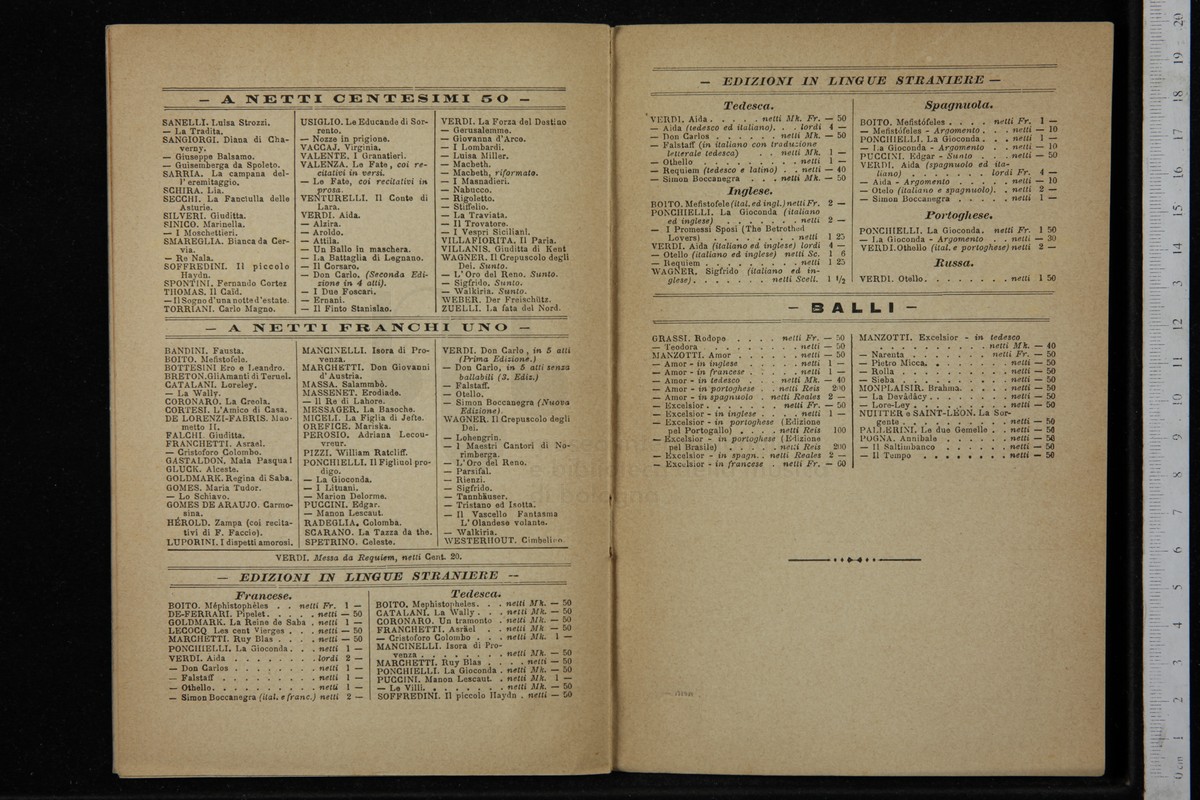 — A NETTI CENTESIMI 50 —
SANELLI. Luisa Strozzi.
— La Tradita.
SANGIORGI. Diana di Cha-
verny.
— Giuseppe Balsamo.
— Guisemberga da Spoleto.
SARRIA. La campana del-
l'eremitaggio.
SCHIRA. Lia.
SECCHI. La Fanciulla delle
Asturie.
SILVERI. Giuditta.
SINICO. Marinella.
— I Moschettieri.
SMAREGLIA. Bianca da Cer-
via.
— Re Nala.
SOFFREDINI. Il piccolo
Haydn.
SPONTINI. Fernando Cortez
THOMAS. Il Caïd.
— Il Sogno d'una notte d'estate.
TORRIANI. Carlo Magno.
USIGLIO. Le Educande di Sor-
rento.
— Nozze in prigione.
VACCAJ. Virginia.
VALENTE. I Granatieri.
VALENZA. Le Fate, coi re-
citativi in versi.
— Le Fate, coi recitativi in
prosa.
VENTURELLI. Il Conte di
Lara.
VERDI. Aida.
— Alzira.
— Aroldo.
— Attila.
— Un Ballo in maschera.
— La Battaglia di Legnano.
— Il Corsaro.
— Don Carlo. (Seconda Edi-
zione in 4 atti).
— I Due Foscari.
— Ernani.
— Il Finto Stanislao.
VERDI. La Forza del Destino
— Gerusalemme.
— Giovanna d'Arco.
— I Lombardi.
— Luisa Miller.
— Macbeth.
— Macbeth, riformato.
— I Masnadieri.
— Nabucco.
— Rigoletto.
— Stiffelio.
— La Traviata.
— Il Trovatore.
— I Vespri Siciliani.
VILLAFIORITA. Il Paria.
VILLANIS. Giuditta di Kent
WAGNER. Il Crepuscolo degli
Dei. Sunto.
— L'Oro del Reno. Sunto.
— Sigfrido. Sunto.
— Walkiria. Sunto.
WEBER. Der Freischütz.
ZUELLI. La fata del Nord.
— A NETTI FRANCHI UNO —
BANDINI. Fausta.
BOITO. Mefistofele.
BOTTESINI Ero e Leandro.
BRETON. Gli Amanti di Teruel.
CATALANI. Loreley.
— La Wally.
CORONARO. La Creola.
CORTESI. L'Amico di Casa.
DE LORENZI-FABRIS. Mao-
metto II.
FALCHI. Giuditta.
FRANCHETTI. Asrael.
— Cristoforo Colombo.
GASTALDON. Mala Pasqua!
GLUCK. Alceste.
GOLDMARK. Regina di Saba.
GOMES. Maria Tudor.
— Lo Schiavo.
GOMES DE ARAUJO. Carmo-
sina.
HÉROLD. Zampa (coi recita-
tivi di F. Faccio).
LUPORINI. I dispetti amorosi.
MANCINELLI. Isora di Pro-
venza.
MARCHETTI. Don Giovanni
d'Austria.
MASSA. Salammbò.
MASSENET. Erodiade.
— Il Re di Lahore.
MESSAGER. La Basoche.
MICELI. La Figlia di Jefte.
OREFICE. Mariska.
PEROSIO. Adriana Lecou-
vreur.
PIZZI. William Ratcliff.
PONCHIELLI. Il Figliuol pro-
digo.
— La Gioconda.
— I Lituani.
— Marion Delorme.
PUCCINI. Edgar.
— Manon Lescaut.
RADEGLIA. Colomba.
SCARANO. La Tazza da the.
SPETRINO. Celeste.
VERDI. Don Carlo, in 5 atti
(Prima Edizione.)
— Don Carlo, in 5 atti senza
ballabili (3. Ediz.)
— Falstaff.
— Otello.
— Simon Boccanegra (Nuova
Edizione).
WAGNER. Il Crepuscolo degli
Dei.
— Lohengrin.
— I Maestri Cantori di No-
rimberga.
— L'Oro del Reno.
— Parsifal.
— Rienzi.
— Sigfrido.
— Tannhäuser.
— Tristano ed Isotta.
— Il Vascello Fantasma
L'Olandese volante.
— Walkiria.
WESTERHOUT. Cimbelino.
VERDI. Messa da Requiem, netti Cent. 20.
— EDIZIONI IN LINGUE STRANIERE —
Francese.
BOITO. Méphistophélès . . netti Fr. 1 —
DE-FERRARI. Pipelet. . . . . netti — 50
GOLDMARK. La Reine de Saba . netti 1 —
LECOCQ Les cent Vierges . . . netti — 50
MARCHETTI. Ruy Blas . . . . netti — 50
PONCHIELLI. La Gioconda. . . netti 1 —
VERDI. Aida . . . . . . . . lordi 2 —
— Don Carlos . . . . . . . . netti 1 —
— Falstaff . . . . . . . . . netti 1 —
— Othello. . . . . . . . . . netti 1 —
— Simon Boccanegra (ital. e franc.) netti 2 —
Tedesca.
BOITO. Mephistopheles. . . netti Mk. — 50
CATALANI. La Wally . . . netti Mk. — 50
CORONARO. Un tramonto . netti Mk. — 50
FRANCHETTI. Asräel . . netti Mk — 50
— Cristoforo Colombo . . . netti Mk. 1 —
MANCINELLI. Isora di Pro-
venza . . . . . . . . netti Mk. — 50
MARCHETTI. Ruy Blas . . . . netti — 50
PONCHIELLI. La Gioconda . netti Mk. — 50
PUCCINI. Manon Lescaut. . netti Mk. 1 —
— Le Villi. . . . . . . . netti Mk. — 50
SOFFREDINI. Il piccolo Haydn . netti — 50
— EDIZIONI IN LINGUE STRANIERE —
Tedesca.
VERDI. Aida. . . . . netti Mk. Fr. — 50
— Aida (tedesco ed italiano). . . lordi 4 —
— Don Carlos . . . . . . netti Mk. — 50
— Falstaff (in italiano con traduzione
letterale tedesca) . . netti Mk. 1 —
— Othello . . . . . . . . . netti 1 —
— Requiem (tedesco e latino) . . netti — 40
— Simon Boccanegra . . . netti Mk. — 50
Inglese.
BOITO. Mefistofele (ital. ed ingl.) netti Fr. 2 —
PONCHIELLI. La Gioconda (italiano
ed inglese) . . . . . . . netti 2 —
— I Promessi Sposi (The Betrothed
Lovers) . . . . . . . . netti 1 25
VERDI. Aida (italiano ed inglese) lordi 4 —
— Otello (italiano ed inglese) netti Sc. 1 6
— Requiem . . . . . . . . . netti 1 25
WAGNER. Sigfrido (italiano ed in-
glese). . . . . . . netti Scell. 1 1/2
Spagnuola.
BOITO. Mefistófeles . . . . netti Fr. 1 —
— Mefistófeles - Argomento . . . netti — 10
PONCHIELLI. La Gioconda. . . netti 1 —
— La Gioconda - Argomento . . netti — 10
PUCCINI. Edgar - Sunto . . . netti — 50
VERDI. Aida (spagnuolo ed ita-
liano) . . . . . . . . lordi Fr. 4 —
— Aida - Argomento . . . . . netti — 10
— Otelo (italiano e spagnuolo). . netti 2 —
— Simon Boccanegra . . . . . netti 1 —
Portoghese.
PONCHIELLI. La Gioconda. netti Fr. 1 50
— La Gioconda - Argomento . . netti — 30
VERDI. Othello (ital. e portoghese) netti 2 —
Russa.
VERDI. Otello. . . . . . . . netti 1 50
— BALLI —
GRASSI. Rodope . . . . netti Fr. — 50
— Teodora . . . . . . . . . netti — 50
MANZOTTI. Amor . . . . . . netti — 50
— Amor - in inglese . . . . . netti 1 —
— Amor - in francese . . . . netti 1 —
— Amor - in tedesco . . . netti Mk. — 40
— Amor - in portoghese . . netti Reis 200
— Amor - in spagnuolo . netti Reales 2 —
— Excelsior . . . . . . . netti Fr. — 50
— Excelsior - in inglese . . . . netti 1 —
— Excelsior - in portoghese (Edizione
pel Portogallo) . . . . netti Reis 100
— Excelsior - in portoghese (Edizione
pel Brasile) . . . . . netti Reis 200
— Excelsior - in spagn. . netti Reales 2 —
— Excelsior - in francese . netti Fr. — 60
MANZOTTI. Excelsior - in tedesco
. . . . . . . . netti Mk. — 40
— Narenta . . . . . . . netti Fr. — 50
— Pietro Micca. . . . . . . . netti — 50
— Rolla . . . . . . . . . . netti — 50
— Sieba . . . . . . . . . . netti — 50
MONPLAISIR. Brahma. . . . . netti — 50
— La Devâdâcy . . . . . . . netti — 50
— Lore-Ley . . . . . . . . . netti — 50
NUITTER e SAINT-LÉON. La Sor-
gente . . . . . . . . . netti — 50
PALLERINI. Le due Gemelle . . netti — 50
POGNA. Annibale . . . . . . netti — 50
— Il Saltimbanco . . . . . . netti — 50
— Il Tempo . . . . . . . . netti — 50